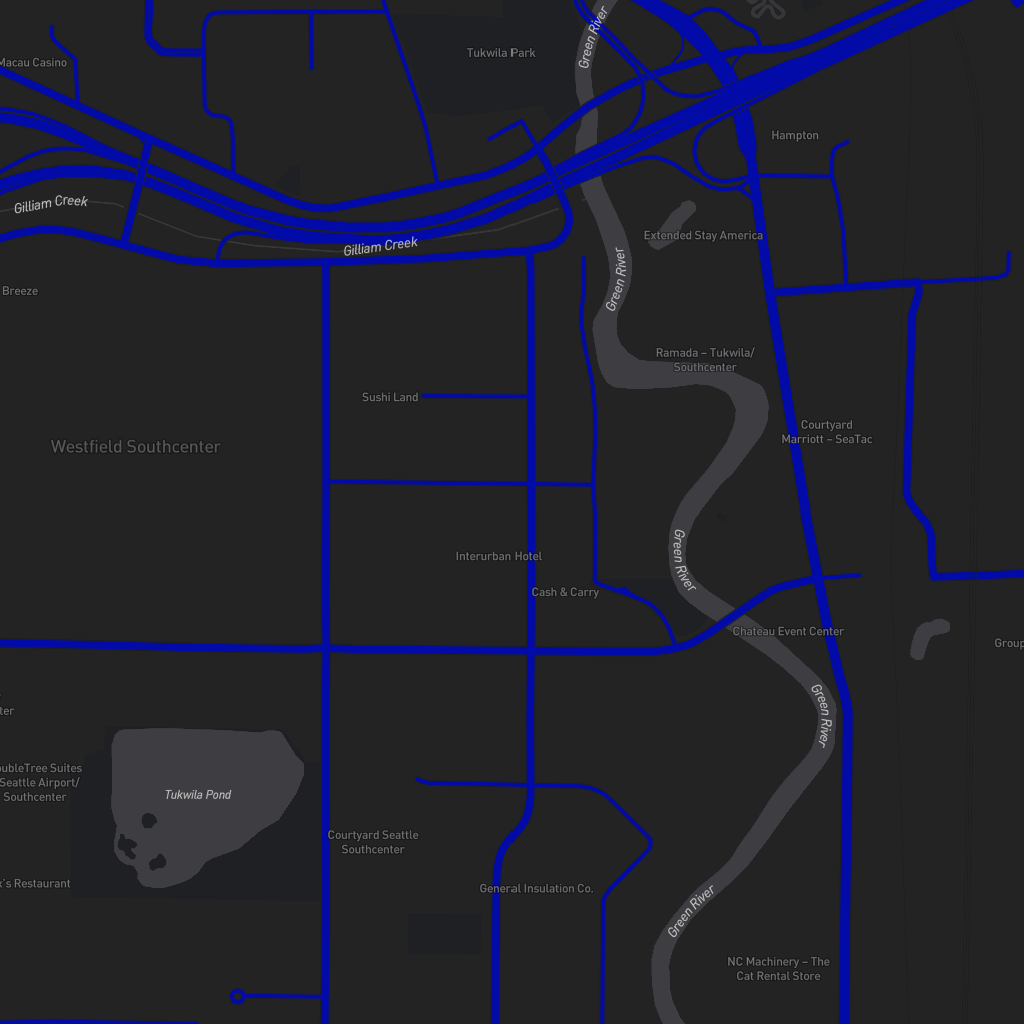 Green River
Tukwila Park
Macau Casino
Hampton
Gilliam Creek
Extended Stay America
Gilliam Creek
Green River
Breeze
Ramada – Tukwila/
Southcenter
Sushi Land
Courtyard
Marriott – SeaTac
Westfield Southcenter
Interurban Hotel
Green River
Cash & Carry
Chateau Event Center
Group
Green River
ter
oubleTree Suites
Seattle Airport/
Southcenter
Tukwila Pond
Courtyard Seattle
Southcenter
x's Restaurant
General Insulation Co.
Green River
NC Machinery – The
Cat Rental Store